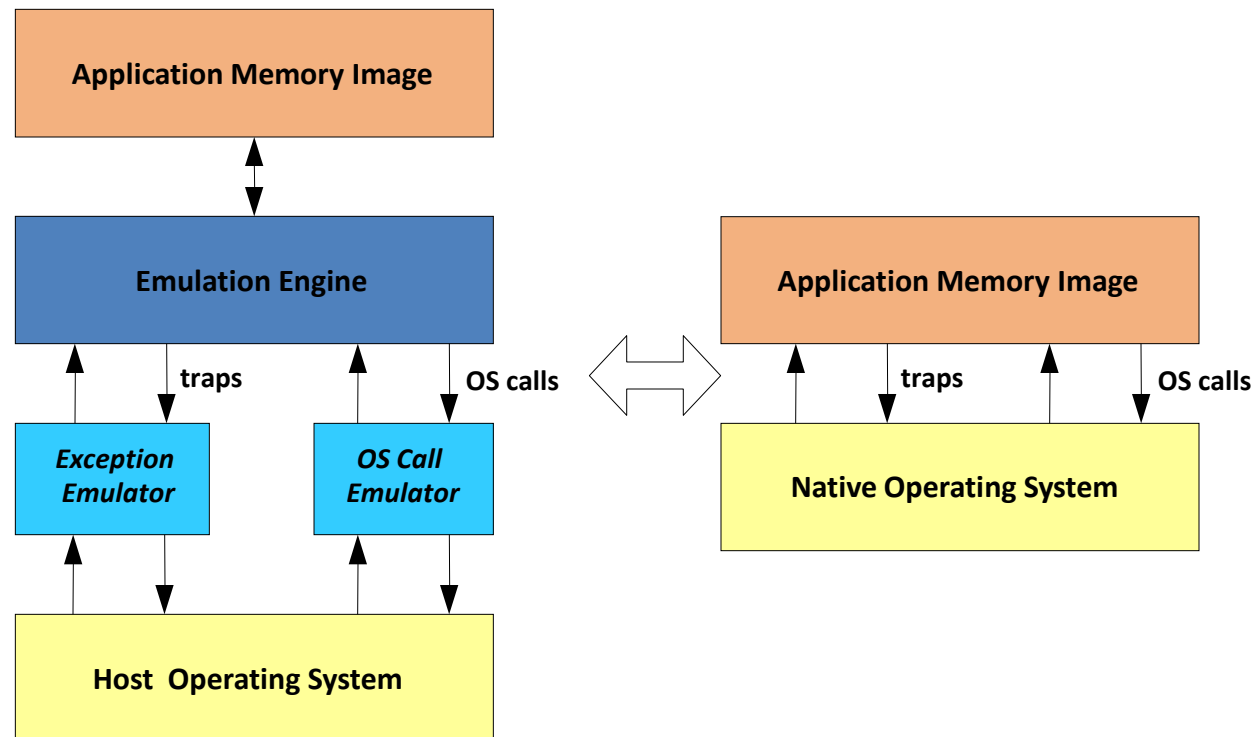 Application Memory Image
Emulation Engine
traps
OS calls
Exception
Emulator
OS Call
Emulator
Host Operating System
Application Memory Image
traps
OS calls
Native Operating System